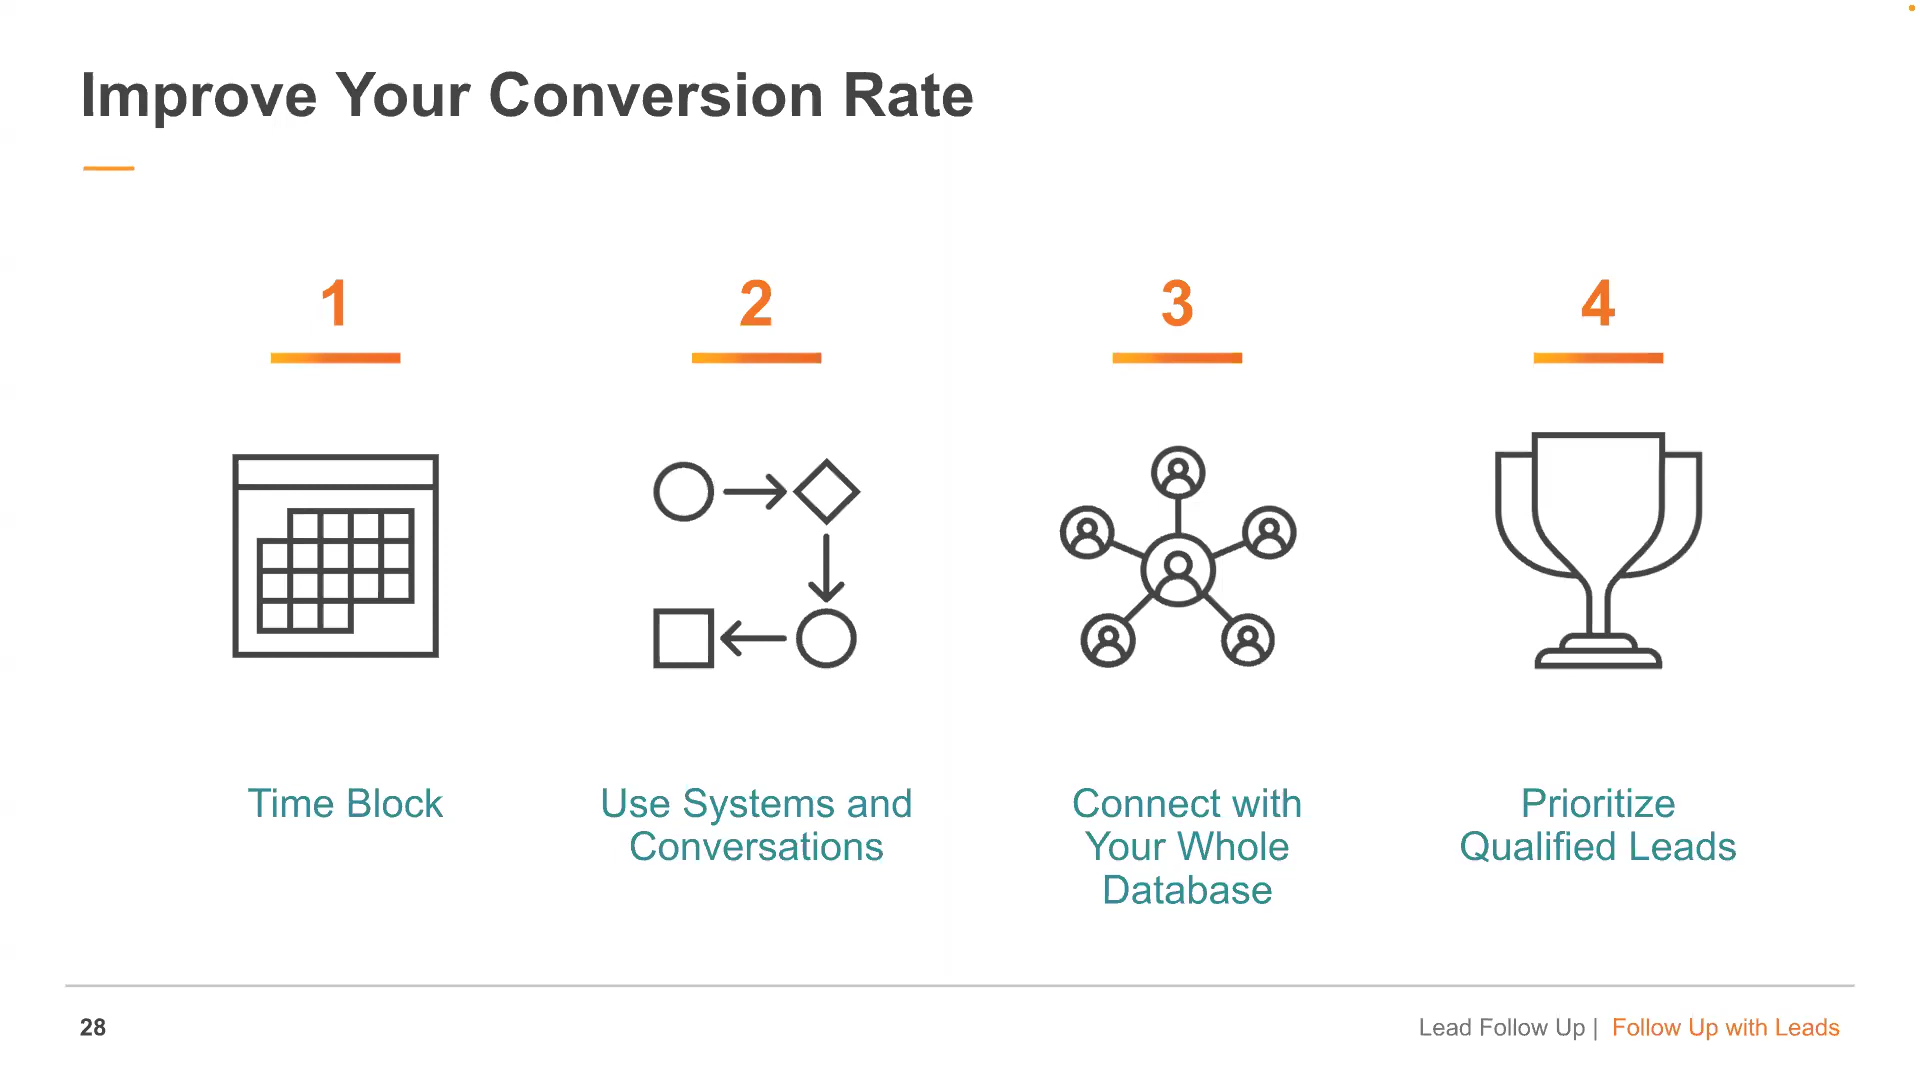 Improve Your Conversion Rate
1
2
3
4
Time Block
Use Systems and
Conversations
Connect with
Your Whole
Database
Prioritize
Qualified Leads
28
Lead Follow Up | Follow Up with Leads